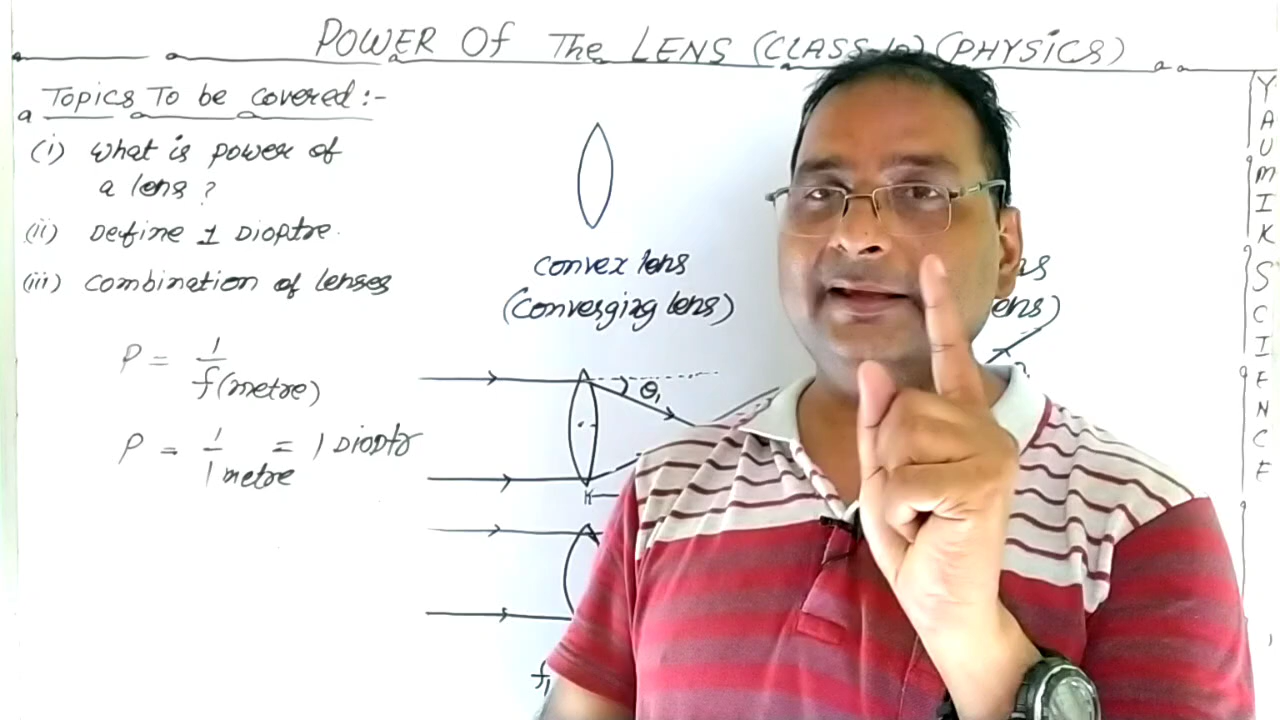 POWER Of The LENS (CLASS-10) (PHYSICS)
Topics To be covered:-
(i) What is power of
a lens?
(ii) Define 1 Dioptre.
(iii) Combination of lenses
P = 1
f(metre)
P = 1 = 1 Dioptr
1 metre
Convex lens
(Converging lens)
θ1
f1
YAUMIK SCIENCE